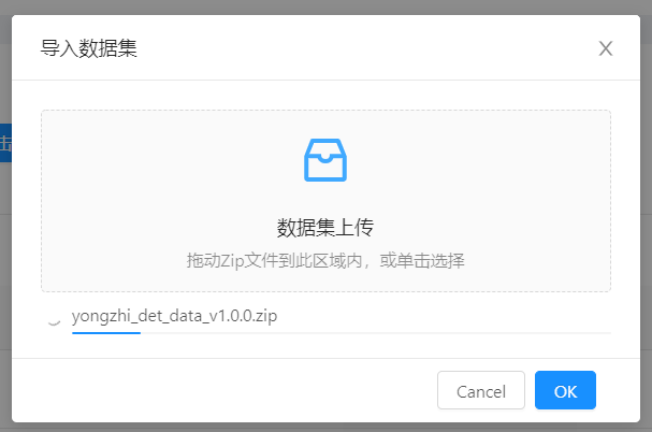 导入数据集
击
数据集上传
拖动Zip文件到此区域内，或单击选择
yongzhi_det_data_v1.0.0.zip
Cancel
OK